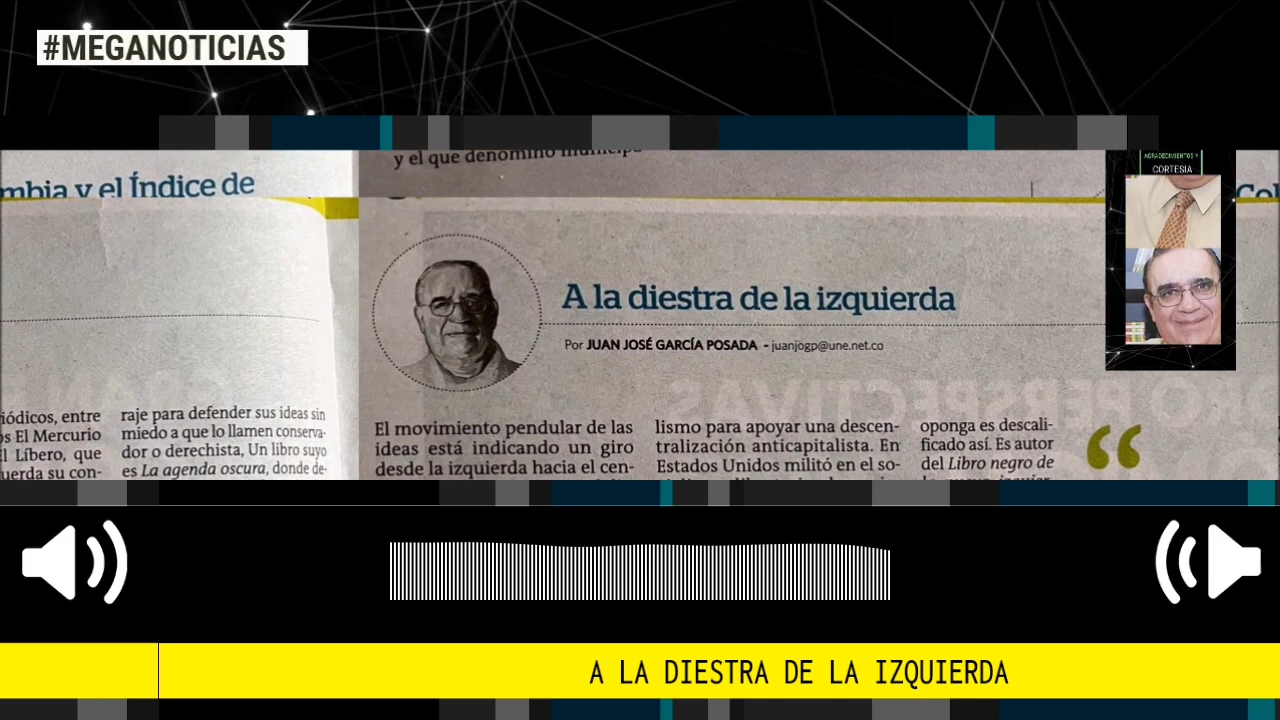 #MEGANOTICIAS
y el que denominó
mbia y el Índice de
AGRADECIMIENTOS Y
CORTESIA
Col
A la diestra de la izquierda
Por JUAN JOSÉ GARCÍA POSADA - juanjogp@une.net.co
iódicos, entre
os El Mercurio
l Líbero, que
uerda su con-
raje para defender sus ideas sin
miedo a que lo llamen conserva-
dor o derechista, Un libro suyo
es La agenda oscura, donde de-
El movimiento pendular de las
ideas está indicando un giro
desde la izquierda hacia el cen-
lismo para apoyar una descen-
tralización anticapitalista. En
Estados Unidos militó en el so-
oponga es descali-
ficado así. Es autor
del Libro negro de
“
A LA DIESTRA DE LA IZQUIERDA